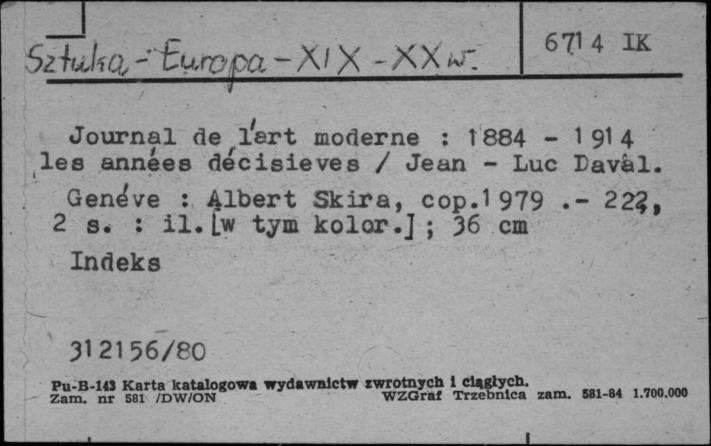 Sztuka - Europa - XIX - XX w.
6714 IK
Journal de l'art moderne : 1884 - 1914
les années décisieves / Jean - Luc Daval.
Genéve : Albert Skira, cop.1979 .- 222,
2 s. : il.[w tym kolor.] ; 36 cm
Indeks
312156/80
Pu-B-143 Karta katalogowa wydawnictw zwrotnych i ciągłych.
Zam. nr 581 /DW/ON WZGraf Trzebnica zam. 581-84 1.700.000